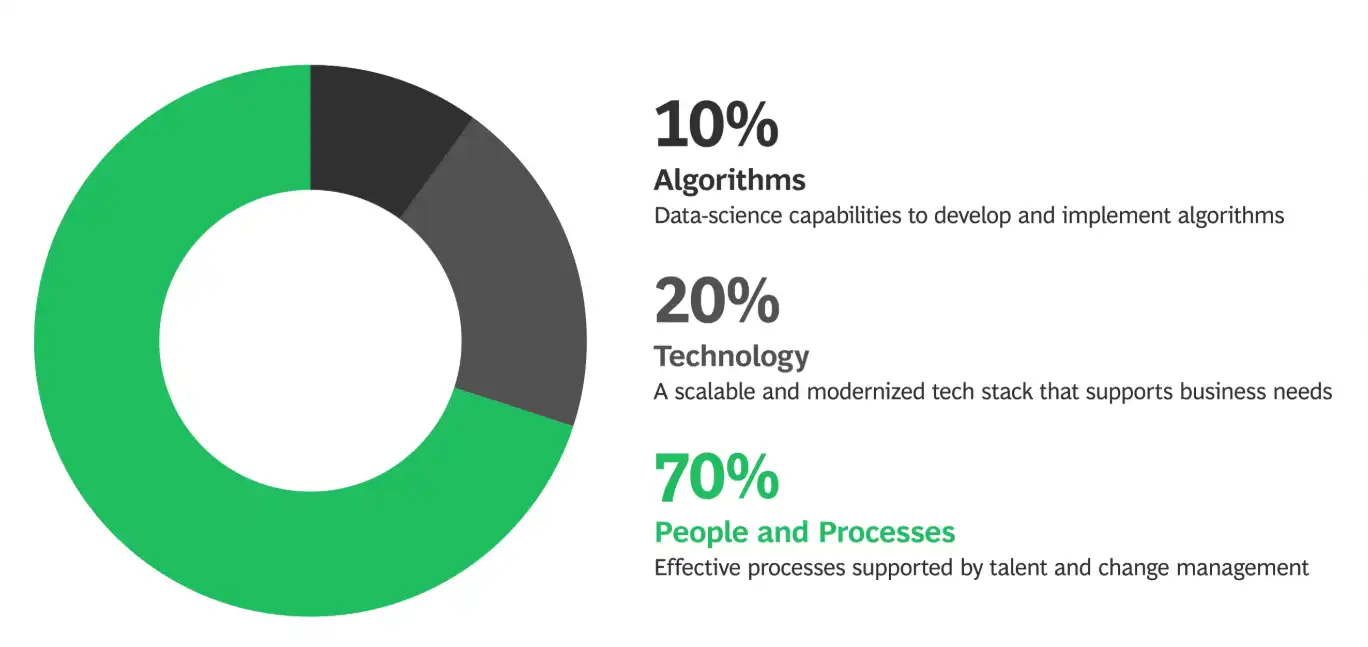 10%
Algorithms
Data-science capabilities to develop and implement algorithms
20%
Technology
A scalable and modernized tech stack that supports business needs
70%
People and Processes
Effective processes supported by talent and change management